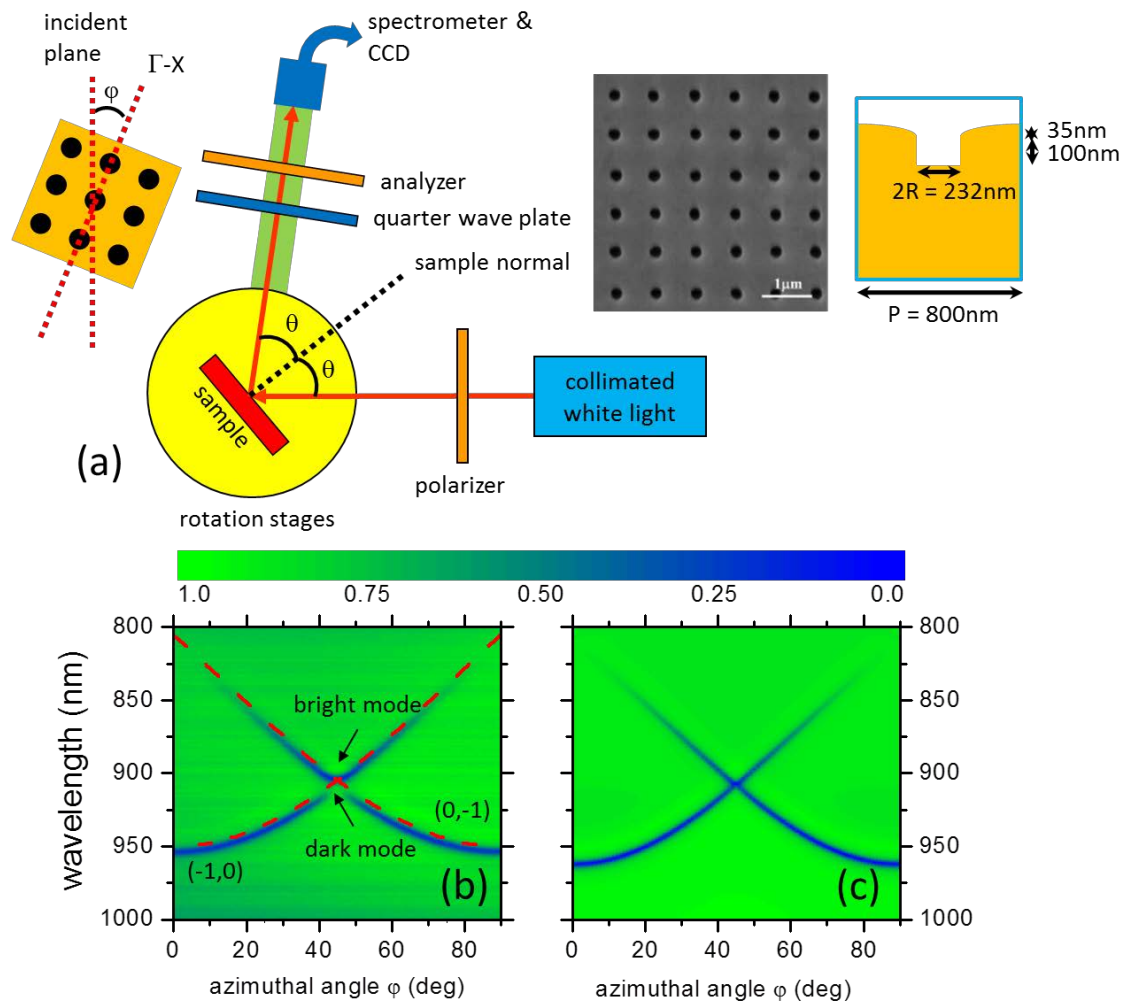 incident
plane
Γ-X
φ
spectrometer &
CCD
analyzer
quarter wave plate
sample normal
θ
θ
sample
collimated
white light
polarizer
rotation stages
(a)
1μm
35nm
100nm
2R = 232nm
P = 800nm
1.0 0.75 0.50 0.25 0.0
800
850
900
950
1000
wavelength (nm)
bright mode
dark mode
(-1,0)
(0,-1)
(b)
0 20 40 60 80
azimuthal angle φ (deg)
800
850
900
950
1000
(c)
0 20 40 60 80
azimuthal angle φ (deg)